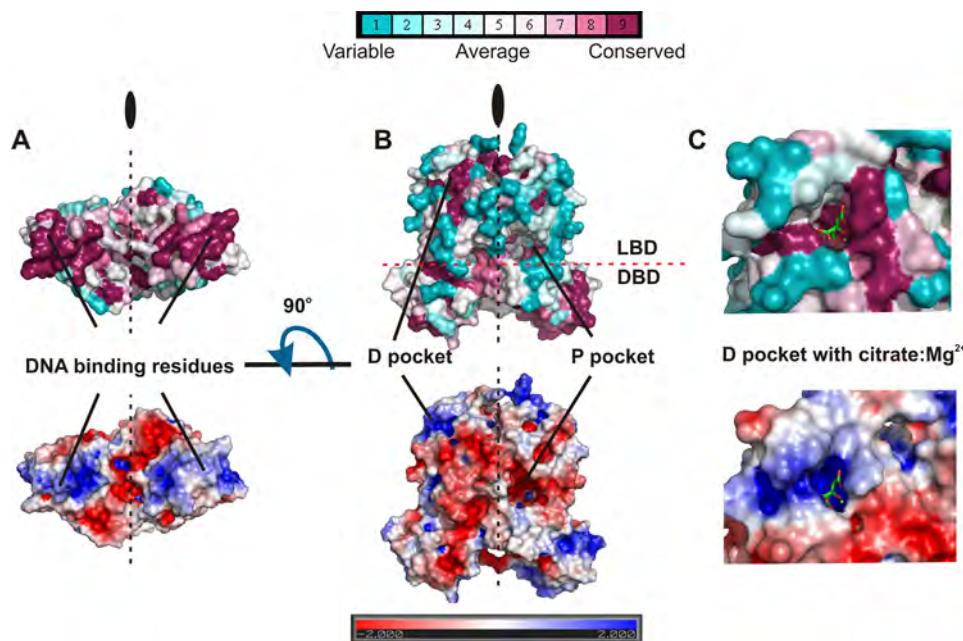 1 2 3 4 5 6 7 8 9
Variable Average Conserved
A B C
LBD
DBD
90°
DNA binding residues D pocket P pocket D pocket with citrate:Mg²⁺
-2.000 2.000